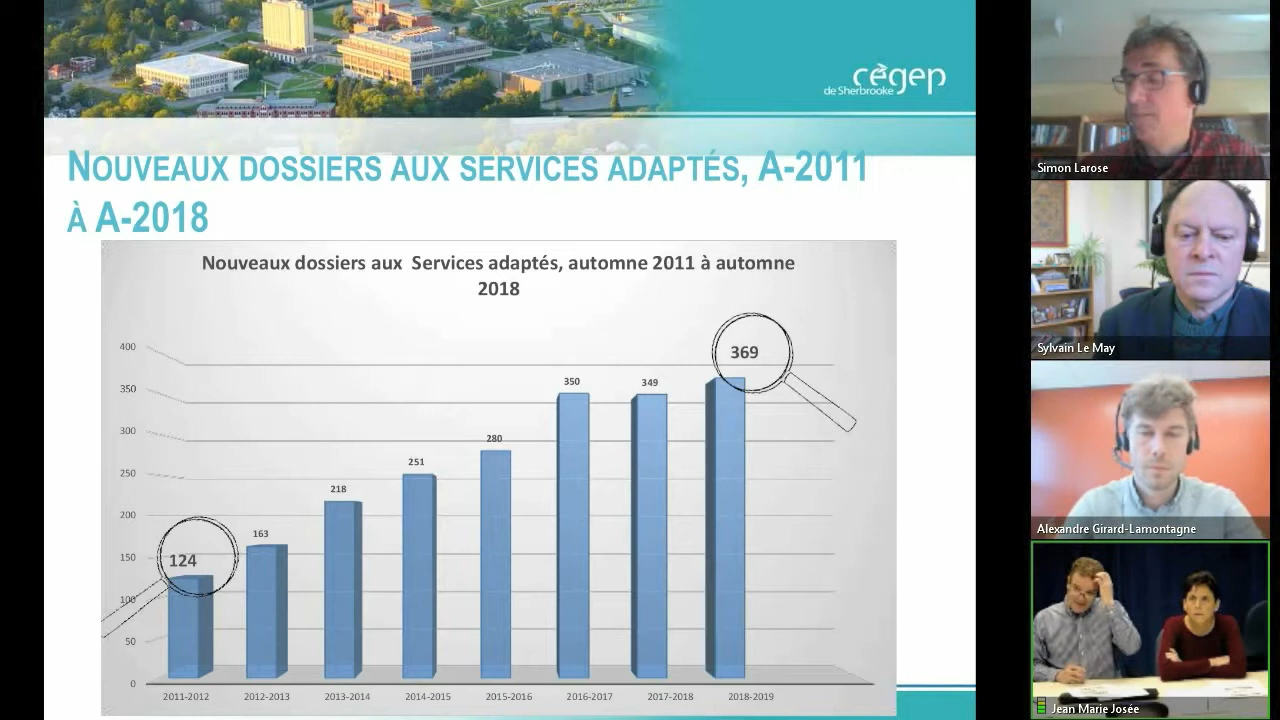 cégep
de Sherbrooke
NOUVEAUX DOSSIERS AUX SERVICES ADAPTÉS, A-2011
À A-2018
Nouveaux dossiers aux Services adaptés, automne 2011 à automne
2018
400
350
300
250
200
150
100
50
0
124
163
218
251
280
350
349
369
2011-2012
2012-2013
2013-2014
2014-2015
2015-2016
2016-2017
2017-2018
2018-2019
Simon Larose
Sylvain Le May
Alexandre Girard-Lamontagne
Jean Marie Josée